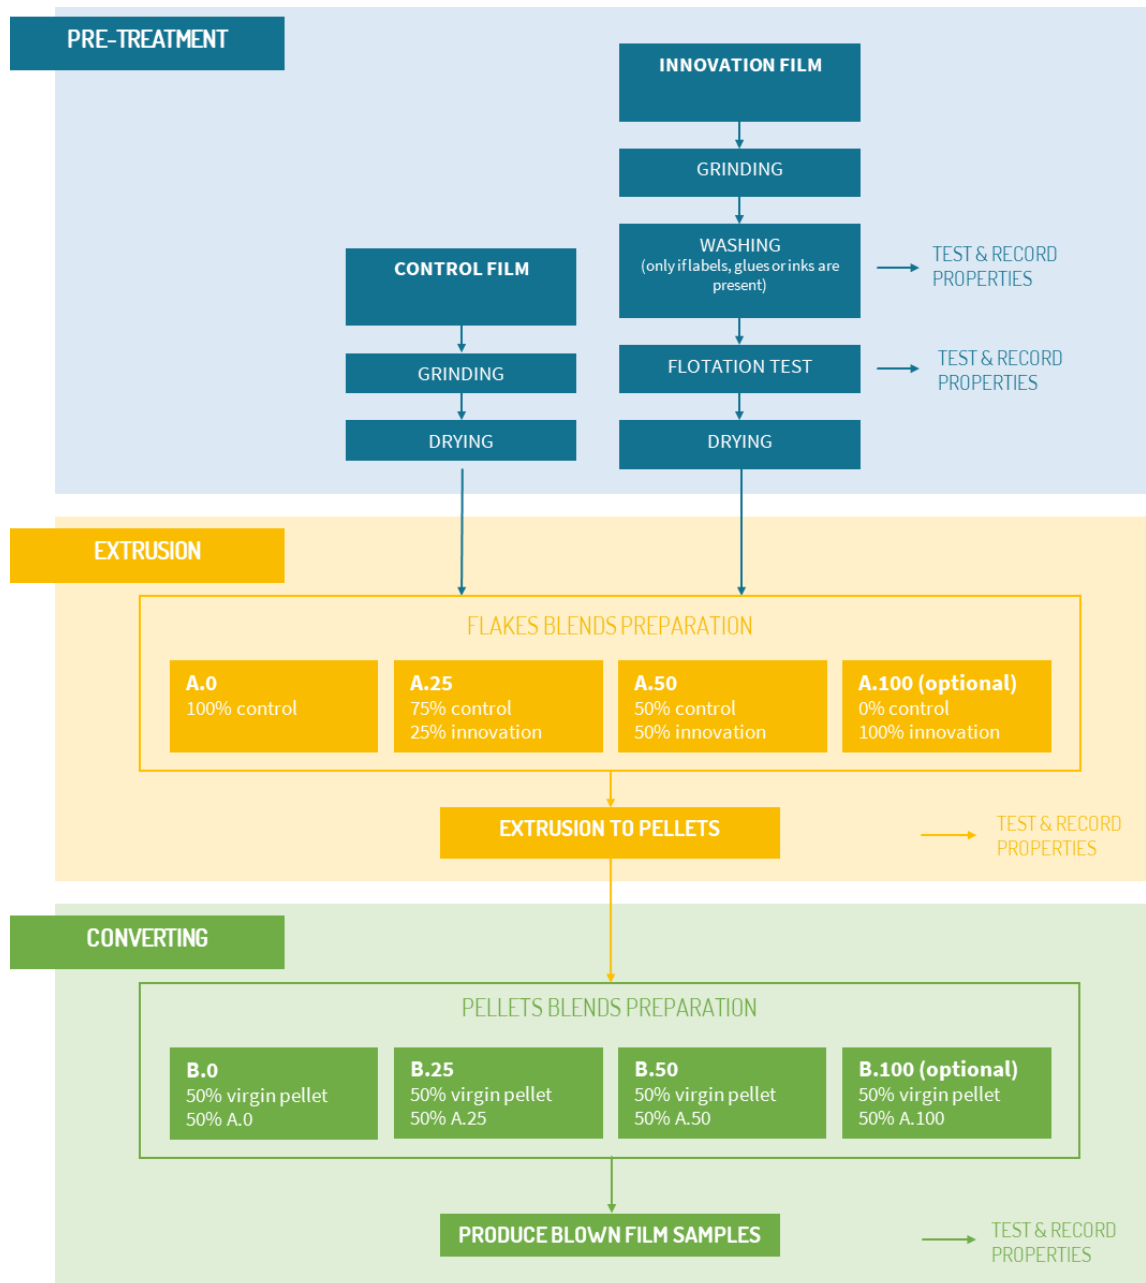 PRE-TREATMENT
INNOVATION FILM
GRINDING
WASHING
(only if labels, glues or inks are
present)
TEST & RECORD
PROPERTIES
CONTROL FILM
FLOTATION TEST
TEST & RECORD
PROPERTIES
GRINDING
DRYING
DRYING
EXTRUSION
FLAKES BLENDS PREPARATION
A.0
100% control
A.25
75% control
25% innovation
A.50
50% control
50% innovation
A.100 (optional)
0% control
100% innovation
EXTRUSION TO PELLETS
TEST & RECORD
PROPERTIES
CONVERTING
PELLETS BLENDS PREPARATION
B.0
50% virgin pellet
50% A.0
B.25
50% virgin pellet
50% A.25
B.50
50% virgin pellet
50% A.50
B.100 (optional)
50% virgin pellet
50% A.100
PRODUCE BLOWN FILM SAMPLES
TEST & RECORD
PROPERTIES